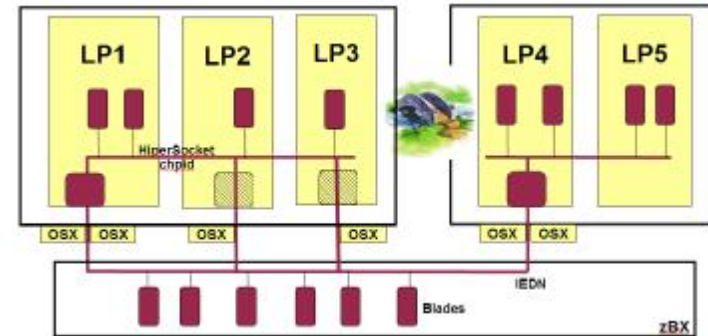 LP1
LP2
LP3
LP4
LP5
HiperSocket
chpid
OSX
OSX
OSX
OSX
OSX
OSX
IEDN
Blades
zBX